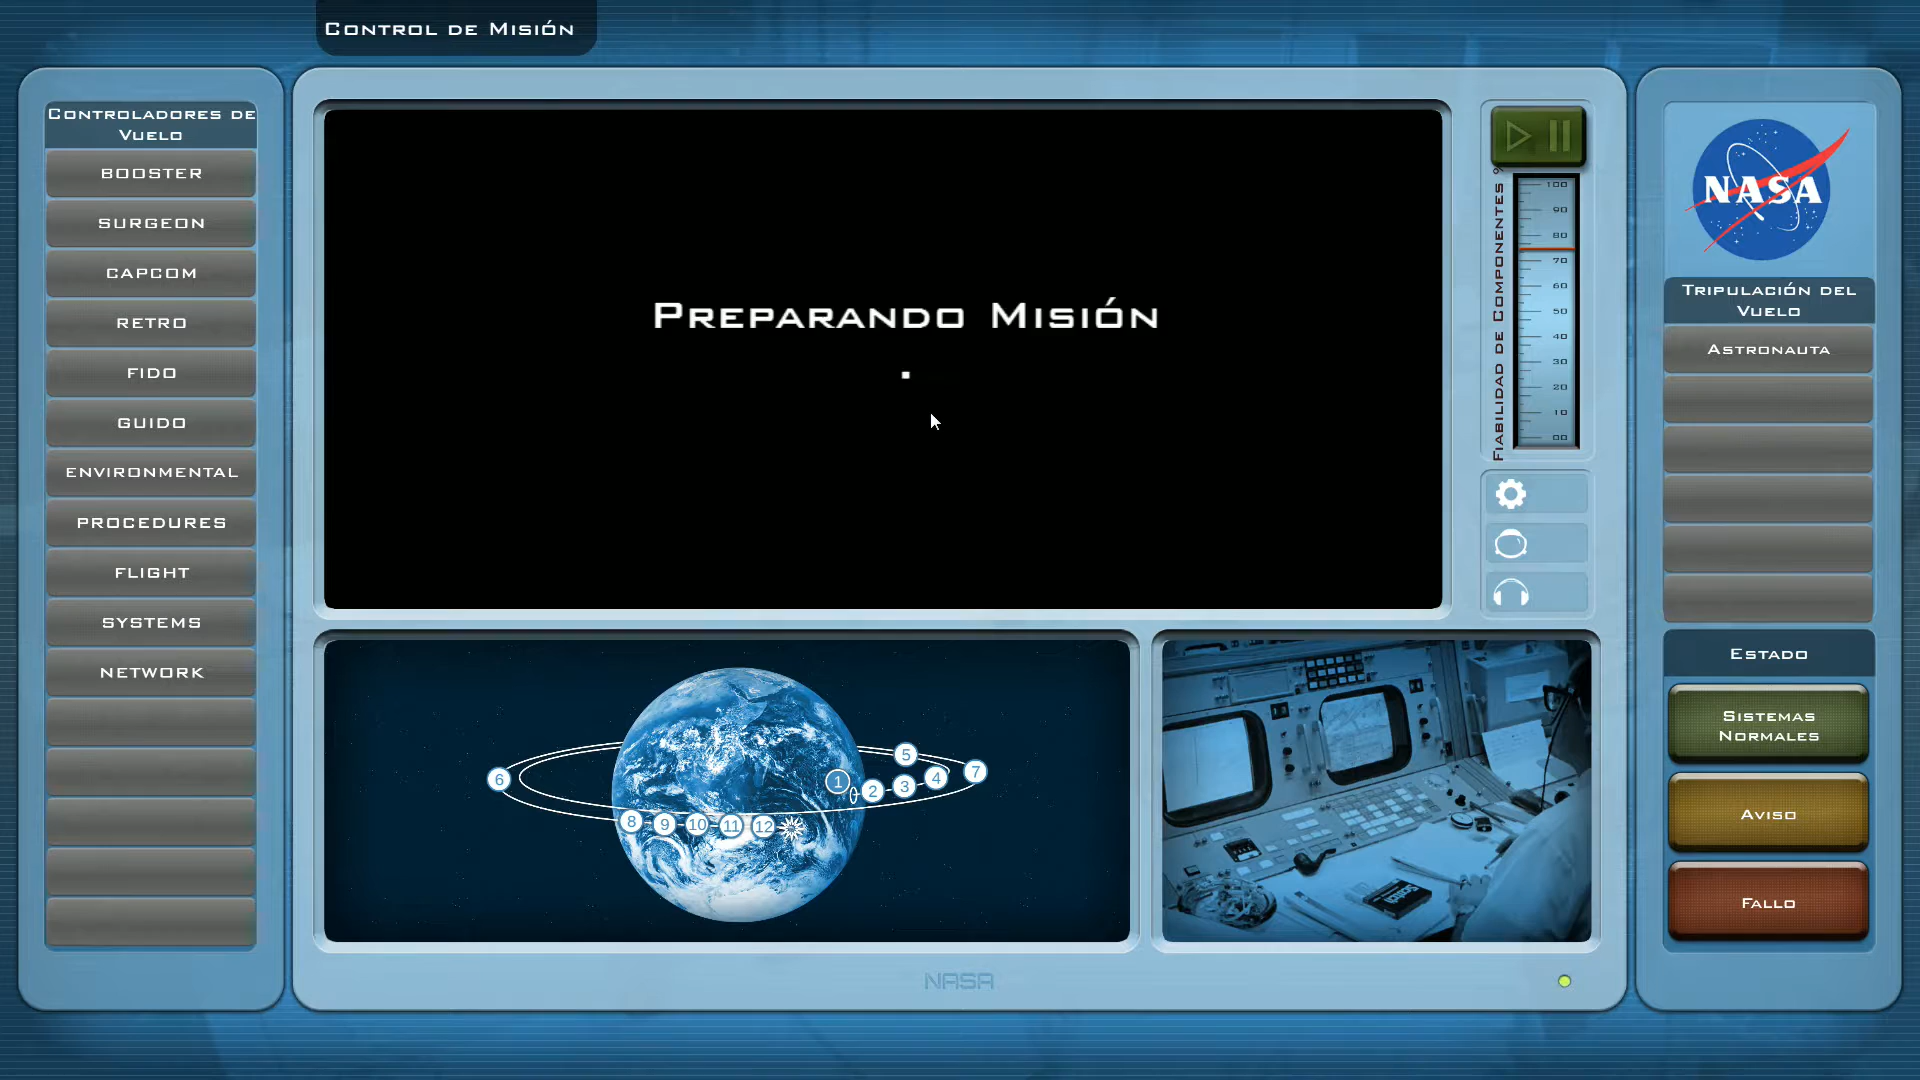 Control de Misión
Controladores de
Vuelo
BOOSTER
SURGEON
CAPCOM
RETRO
FIDO
GUIDO
ENVIRONMENTAL
PROCEDURES
FLIGHT
SYSTEMS
NETWORK
Preparando Misión
.
Fiabilidad de Componentes %
100
90
80
70
60
50
40
30
20
10
00
NASA
Tripulación del
Vuelo
Astronauta
Estado
Sistemas
Normales
Aviso
Fallo
1
2
3
4
5
6
7
8
9
10
11
12
Scotch
NASA